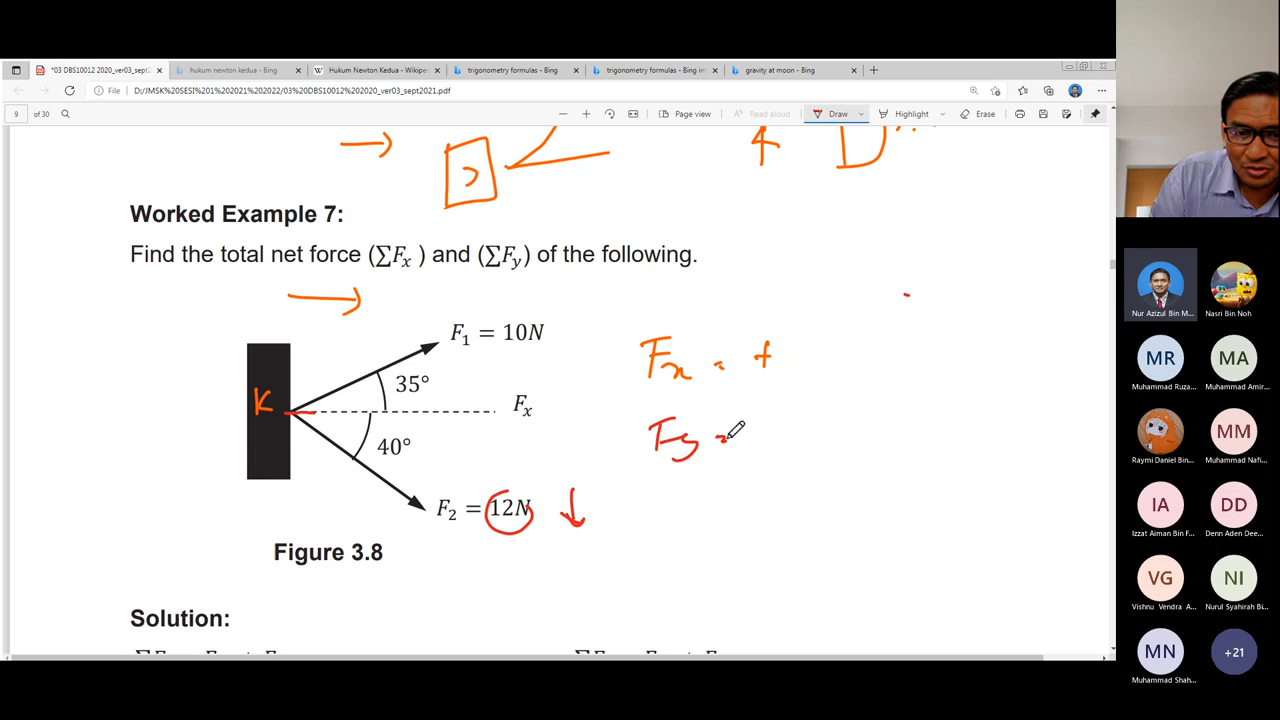 *03 DBS10012 2020_ver03_sept202
hukum newton kedua - Bing
Hukum Newton Kedua - Wikipe
trigonometry formulas - Bing
trigonometry formulas - Bing im
gravity at moon - Bing
File
D:/JMSK%20SESI%201%202021%202022/03%20DBS10012%202020_ver03_sept2021.pdf
9 of 30
Page view
Read aloud
Draw
Highlight
Erase
Worked Example 7:
Find the total net force (∑Fx ) and (∑Fy) of the following.
F1 = 10N
35°
Fx = +
K
Fx
40°
Fy =
F2 = 12N
Figure 3.8
Solution:
Nur Azizul Bin M...
Nasri Bin Noh
MR
MA
Muhammad Ruza...
Muhammad Amir...
MM
Raymi Daniel Bin...
Muhammad Nafi...
IA
DD
Izzat Aiman Bin F...
Denn Aden Dee...
VG
NI
Vishnu Vendra A...
Nurul Syahirah Bi...
MN
+21
Muhammad Shah...